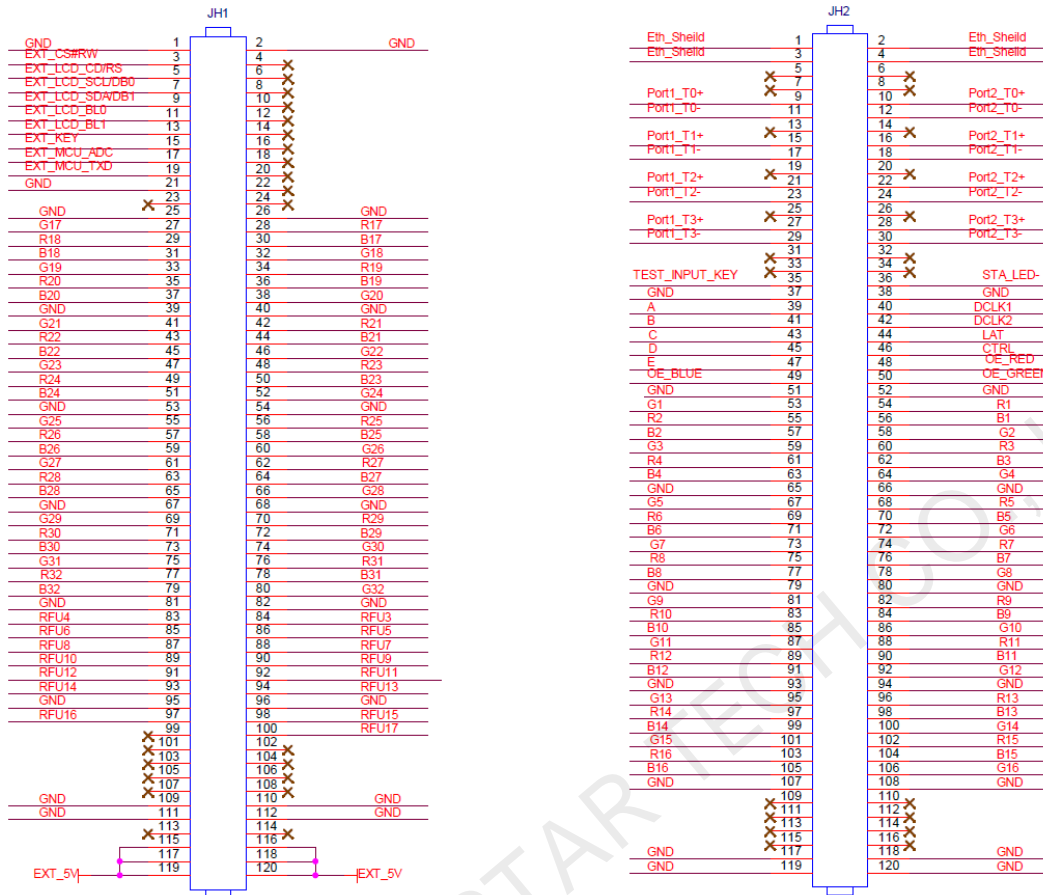 JH1
GND 1 2 GND
EXT_CS#RW 3 4
EXT_LCD_CD/RS 5 6
EXT_LCD_SCL/DB0 7 8
EXT_LCD_SDA/DB1 9 10
EXT_LCD_BL0 11 12
EXT_LCD_BL1 13 14
EXT_KEY 15 16
EXT_MCU_ADC 17 18
EXT_MCU_TXD 19 20
GND 21 22
23 24
GND 25 26 GND
G17 27 28 R17
R18 29 30 B17
B18 31 32 G18
G19 33 34 R19
R20 35 36 B19
B20 37 38 G20
GND 39 40 GND
G21 41 42 R21
R22 43 44 B21
B22 45 46 G22
G23 47 48 R23
R24 49 50 B23
B24 51 52 G24
GND 53 54 GND
G25 55 56 R25
R26 57 58 B25
B26 59 60 G26
G27 61 62 R27
R28 63 64 B27
B28 65 66 G28
GND 67 68 GND
G29 69 70 R29
R30 71 72 B29
B30 73 74 G30
G31 75 76 R31
R32 77 78 B31
B32 79 80 G32
GND 81 82 GND
RFU4 83 84 RFU3
RFU6 85 86 RFU5
RFU8 87 88 RFU7
RFU10 89 90 RFU9
RFU12 91 92 RFU11
RFU14 93 94 RFU13
GND 95 96 GND
RFU16 97 98 RFU15
99 100 RFU17
101 102
103 104
105 106
107 108
GND 109 110 GND
GND 111 112 GND
113 114
115 116
117 118
EXT_5V 119 120 EXT_5V
JH2
Eth_Sheild 1 2 Eth_Sheild
Eth_Sheild 3 4 Eth_Sheild
5 6
7 8
Port1_T0+ 9 10 Port2_T0+
Port1_T0- 11 12 Port2_T0-
13 14
Port1_T1+ 15 16 Port2_T1+
Port1_T1- 17 18 Port2_T1-
19 20
Port1_T2+ 21 22 Port2_T2+
Port1_T2- 23 24 Port2_T2-
25 26
Port1_T3+ 27 28 Port2_T3+
Port1_T3- 29 30 Port2_T3-
31 32
33 34
TEST_INPUT_KEY 35 36 STA_LED-
GND 37 38 GND
A 39 40 DCLK1
B 41 42 DCLK2
C 43 44 LAT
D 45 46 CTRL
E 47 48 OE_RED
OE_BLUE 49 50 OE_GREEN
GND 51 52 GND
G1 53 54 R1
R2 55 56 B1
B2 57 58 G2
G3 59 60 R3
R4 61 62 B3
B4 63 64 G4
GND 65 66 GND
G5 67 68 R5
R6 69 70 B5
B6 71 72 G6
G7 73 74 R7
R8 75 76 B7
B8 77 78 G8
GND 79 80 GND
G9 81 82 R9
R10 83 84 B9
B10 85 86 G10
G11 87 88 R11
R12 89 90 B11
B12 91 92 G12
GND 93 94 GND
G13 95 96 R13
R14 97 98 B13
B14 99 100 G14
G15 101 102 R15
R16 103 104 B15
B16 105 106 G16
GND 107 108 GND
109 110
111 112
113 114
115 116
GND 117 118 GND
GND 119 120 GND
TAR TECH CO.,